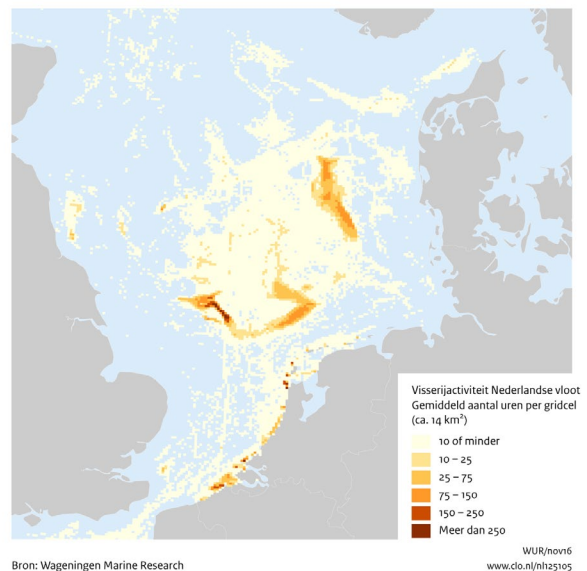 Visserijactiviteit Nederlandse vloot
Gemiddeld aantal uren per gridcel
(ca. 14 km²)
10 of minder
10 – 25
25 – 75
75 – 150
150 – 250
Meer dan 250
WUR/nov16
Bron: Wageningen Marine Research
www.clo.nl/nl125105